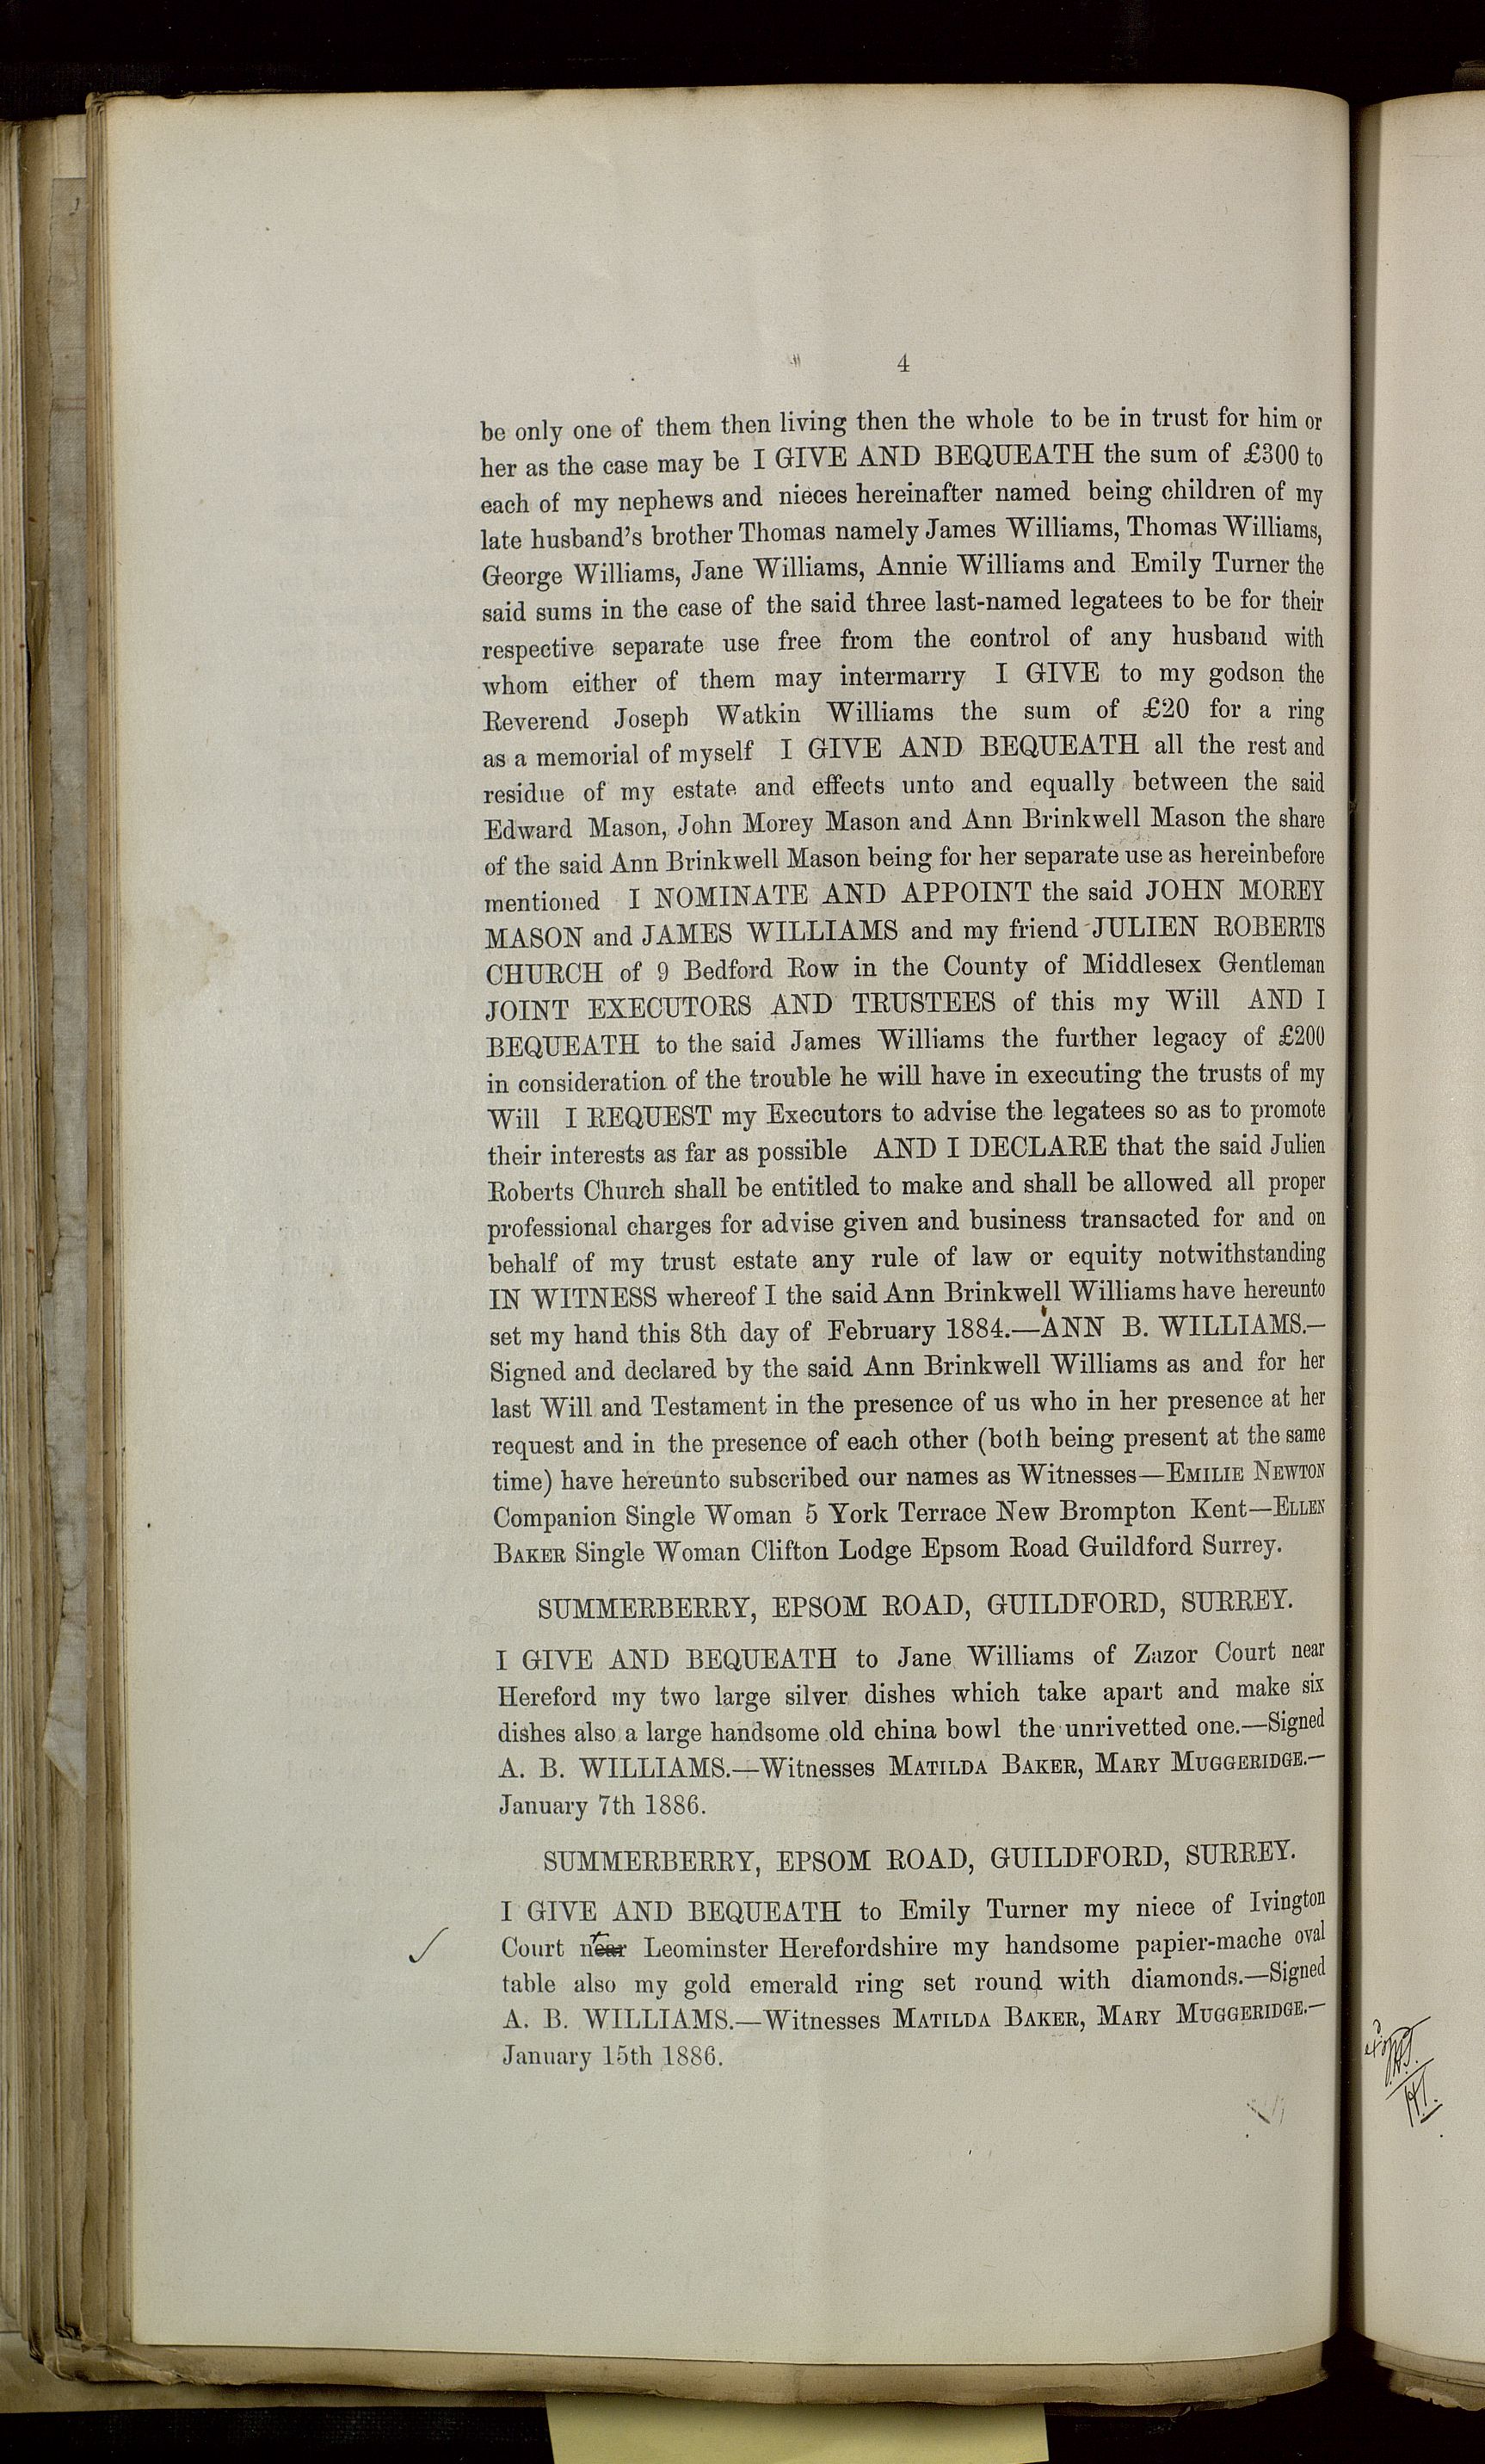 4
be only one of them then living then the whole to be in trust for him or
her as the case may be I GIVE AND BEQUEATH the sum of £300 to
each of my nephews and nieces hereinafter named being children of my
late husband's brother Thomas namely James Williams, Thomas Williams,
George Williams, Jane Williams, Annie Williams and Emily Turner the
said sums in the case of the said three last-named legatees to be for their
respective separate use free from the control of any husband with
whom either of them may intermarry I GIVE to my godson the
Reverend Joseph Watkin Williams the sum of £20 for a ring
as a memorial of myself I GIVE AND BEQUEATH all the rest and
residue of my estate and effects unto and equally between the said
Edward Mason, John Morey Mason and Ann Brinkwell Mason the share
of the said Ann Brinkwell Mason being for her separate use as hereinbefore
mentioned I NOMINATE AND APPOINT the said JOHN MOREY
MASON and JAMES WILLIAMS and my friend JULIEN ROBERTS
CHURCH of 9 Bedford Row in the County of Middlesex Gentleman
JOINT EXECUTORS AND TRUSTEES of this my Will AND I
BEQUEATH to the said James Williams the further legacy of £200
in consideration of the trouble he will have in executing the trusts of my
Will I REQUEST my Executors to advise the legatees so as to promote
their interests as far as possible AND I DECLARE that the said Julien
Roberts Church shall be entitled to make and shall be allowed all proper
professional charges for advise given and business transacted for and on
behalf of my trust estate any rule of law or equity notwithstanding
IN WITNESS whereof I the said Ann Brinkwell Williams have hereunto
set my hand this 8th day of February 1884.—ANN B. WILLIAMS.—
Signed and declared by the said Ann Brinkwell Williams as and for her
last Will and Testament in the presence of us who in her presence at her
request and in the presence of each other (both being present at the same
time) have hereunto subscribed our names as Witnesses—EMILIE NEWTON
Companion Single Woman 5 York Terrace New Brompton Kent—ELLEN
BAKER Single Woman Clifton Lodge Epsom Road Guildford Surrey.
SUMMERBERRY, EPSOM ROAD, GUILDFORD, SURREY.
I GIVE AND BEQUEATH to Jane Williams of Zazor Court near
Hereford my two large silver dishes which take apart and make six
dishes also a large handsome old china bowl the unrivetted one.—Signed
A. B. WILLIAMS.—Witnesses MATILDA BAKER, MARY MUGGERIDGE.—
January 7th 1886.
SUMMERBERRY, EPSOM ROAD, GUILDFORD, SURREY.
I GIVE AND BEQUEATH to Emily Turner my niece of Ivington
Court near Leominster Herefordshire my handsome papier-mache oval
table also my gold emerald ring set round with diamonds.—Signed
A. B. WILLIAMS.—Witnesses MATILDA BAKER, MARY MUGGERIDGE.—
January 15th 1886.